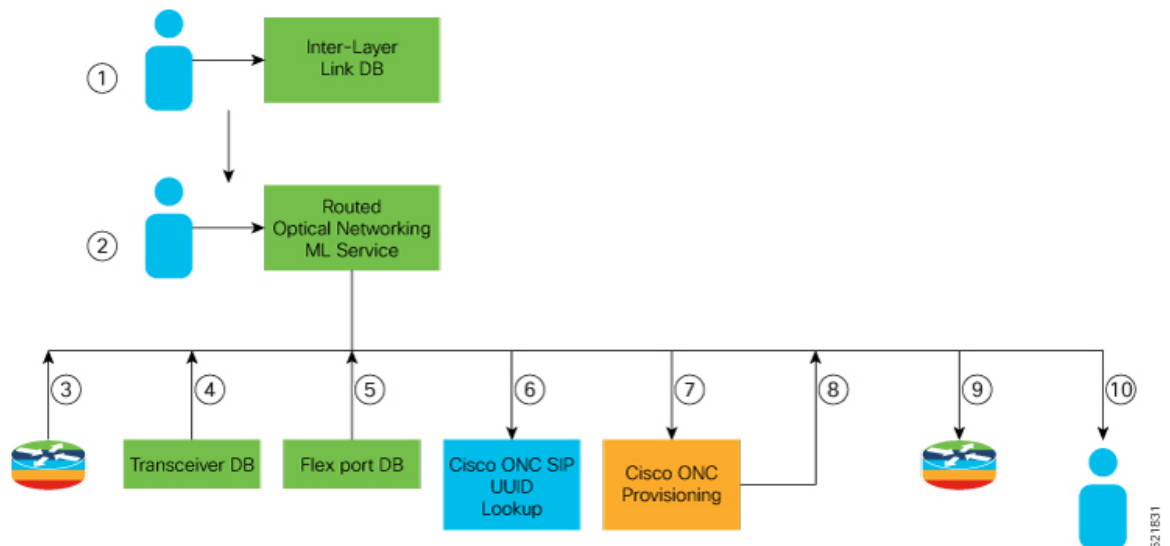 ①
Inter-Layer
Link DB
②
Routed
Optical Networking
ML Service
③
④
⑤
⑥
⑦
⑧
⑨
⑩
Transceiver DB
Flex port DB
Cisco ONC SIP
UUID
Lookup
Cisco ONC
Provisioning
521831